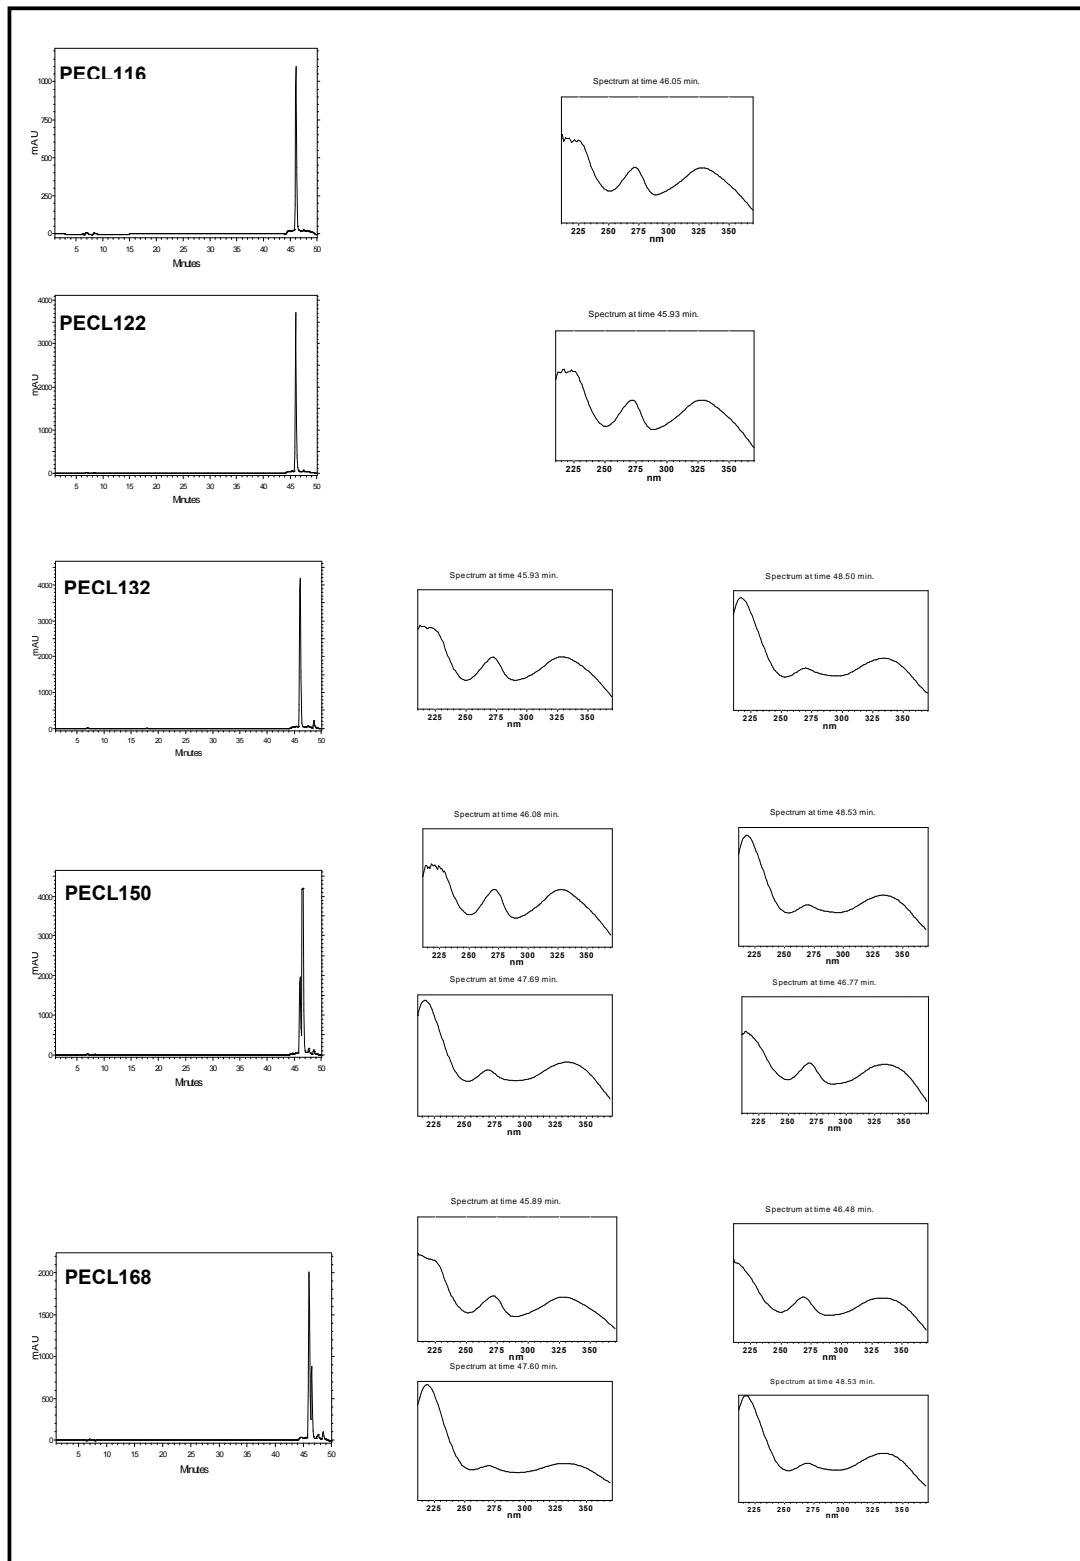 PECL116
1000
750
500
250
0
mAU
5 10 15 20 25 30 35 40 45 50
Minutes
Spectrum at time 46.05 min.
225 250 275 300 325 350
nm
PECL122
4000
3000
2000
1000
0
mAU
5 10 15 20 25 30 35 40 45 50
Minutes
Spectrum at time 45.93 min.
225 250 275 300 325 350
nm
PECL132
4000
3000
2000
1000
0
mAU
5 10 15 20 25 30 35 40 45 50
Minutes
Spectrum at time 45.93 min.
225 250 275 300 325 350
nm
Spectrum at time 48.50 min.
225 250 275 300 325 350
nm
PECL150
4000
3000
2000
1000
0
mAU
5 10 15 20 25 30 35 40 45 50
Minutes
Spectrum at time 46.08 min.
225 250 275 300 325 350
nm
Spectrum at time 48.53 min.
225 250 275 300 325 350
nm
Spectrum at time 47.69 min.
225 250 275 300 325 350
nm
Spectrum at time 46.77 min.
225 250 275 300 325 350
nm
PECL168
2000
1500
1000
500
0
mAU
5 10 15 20 25 30 35 40 45 50
Minutes
Spectrum at time 45.89 min.
225 250 275 300 325 350
nm
Spectrum at time 46.48 min.
225 250 275 300 325 350
nm
Spectrum at time 47.60 min.
225 250 275 300 325 350
nm
Spectrum at time 48.53 min.
225 250 275 300 325 350
nm